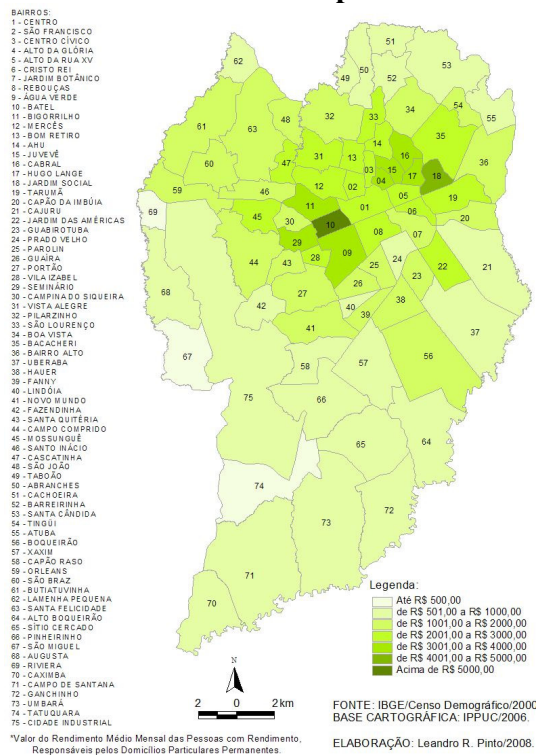 BAIRROS:
1 - CENTRO
2 - SÃO FRANCISCO
3 - CENTRO CÍVICO
4 - ALTO DA GLÓRIA
5 - ALTO DA RUA XV
6 - CRISTO REI
7 - JARDIM BOTÂNICO
8 - REBOUÇAS
9 - ÁGUA VERDE
10 - BATEL
11 - BIGORRILHO
12 - MERCÊS
13 - BOM RETIRO
14 - AHU
15 - JUVEVÊ
16 - CABRAL
17 - HUGO LANGE
18 - JARDIM SOCIAL
19 - TARUMÃ
20 - CAPÃO DA IMBÚIA
21 - CAJURU
22 - JARDIM DAS AMÉRICAS
23 - GUABIROTUBA
24 - PRADO VELHO
25 - PAROLIN
26 - GUAÍRA
27 - PORTÃO
28 - VILA IZABEL
29 - SEMINÁRIO
30 - CAMPINA DO SIQUEIRA
31 - VISTA ALEGRE
32 - PILARZINHO
33 - SÃO LOURENÇO
34 - BOA VISTA
35 - BACACHERI
36 - BAIRRO ALTO
37 - UBERABA
38 - HAUER
39 - FANNY
40 - LINDÓIA
41 - NOVO MUNDO
42 - FAZENDINHA
43 - SANTA QUITÉRIA
44 - CAMPO COMPRIDO
45 - MOSSUNGUÊ
46 - SANTO INÁCIO
47 - CASCATINHA
48 - SÃO JOÃO
49 - TABOÃO
50 - ABRANCHES
51 - CACHOEIRA
52 - BARREIRINHA
53 - SANTA CÂNDIDA
54 - TINGÜI
55 - ATUBA
56 - BOQUEIRÃO
57 - XAXIM
58 - CAPÃO RASO
59 - ORLEANS
60 - SÃO BRAZ
61 - BUTIATUVINHA
62 - LAMENHA PEQUENA
63 - SANTA FELICIDADE
64 - ALTO BOQUEIRÃO
65 - SÍTIO CERCADO
66 - PINHEIRINHO
67 - SÃO MIGUEL
68 - AUGUSTA
69 - RIVIERA
70 - CAXIMBA
71 - CAMPO DE SANTANA
72 - GANCHINHO
73 - UMBARÁ
74 - TATUQUARA
75 - CIDADE INDUSTRIAL
51
62
53
50
49
52
48
32
33
34
54
55
61
63
35
14
16
36
60
47
31
13
03
15
17
18
04
59
46
12
02
05
19
11
01
06
20
69
45
30
10
08
07
29
09
24
22
21
44
43
28
25
23
68
27
26
38
42
40
39
37
41
67
57
56
58
75
66
65
64
74
73
72
71
70
Legenda:
Até R$ 500,00
de R$ 501,00 a R$ 1000,00
de R$ 1001,00 a R$ 2000,00
de R$ 2001,00 a R$ 3000,00
de R$ 3001,00 a R$ 4000,00
de R$ 4001,00 a R$ 5000,00
Acima de R$ 5000,00
N
2 0 2 km
FONTE: IBGE/Censo Demográfico/2000
BASE CARTOGRÁFICA: IPPUC/2006.
ELABORAÇÃO: Leandro R. Pinto/2008.
*Valor do Rendimento Médio Mensal das Pessoas com Rendimento,
Responsáveis pelos Domicílios Particulares Permanentes.